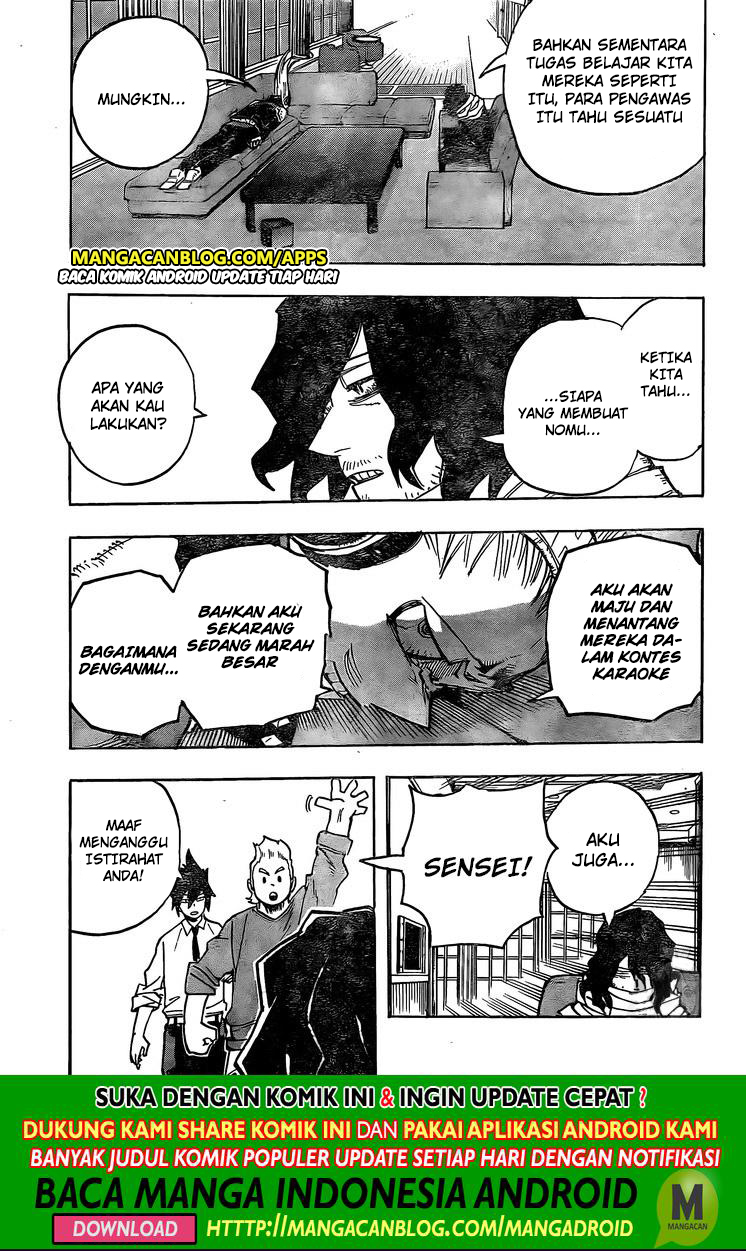 BAHKAN SEMENTARA
TUGAS BELAJAR KITA
MEREKA SEPERTI
ITU, PARA PENGAWAS
ITU TAHU SESUATU
MUNGKIN...
MANGACANBLOG.COM/APPS
BACA KOMIK ANDROID UPDATE TIAP HARI
KETIKA
KITA
TAHU...
...SIAPA
YANG MEMBUAT
NOMU...
APA YANG
AKAN KAU
LAKUKAN?
AKU AKAN
MAJU DAN
MENANTANG
MEREKA DA-
LAM KONTES
KARAOKE
BAHKAN AKU
SEKARANG
SEDANG MARAH
BESAR
BAGAIMANA
DENGANMU...
AKU
JUGA...
SENSEI!
MAAF
MENGANGGU
ISTIRAHAT
ANDA!
SUKA DENGAN KOMIK INI & INGIN UPDATE CEPAT ?
DUKUNG KAMI SHARE KOMIK INI DAN PAKAI APLIKASI ANDROID KAMI
BANYAK JUDUL KOMIK POPULER UPDATE SETIAP HARI DENGAN NOTIFIKASI
BACA MANGA INDONESIA ANDROID
M
MANGACAN
DOWNLOAD
HTTTP://MANGACANBLOG.COM/MANGADROID